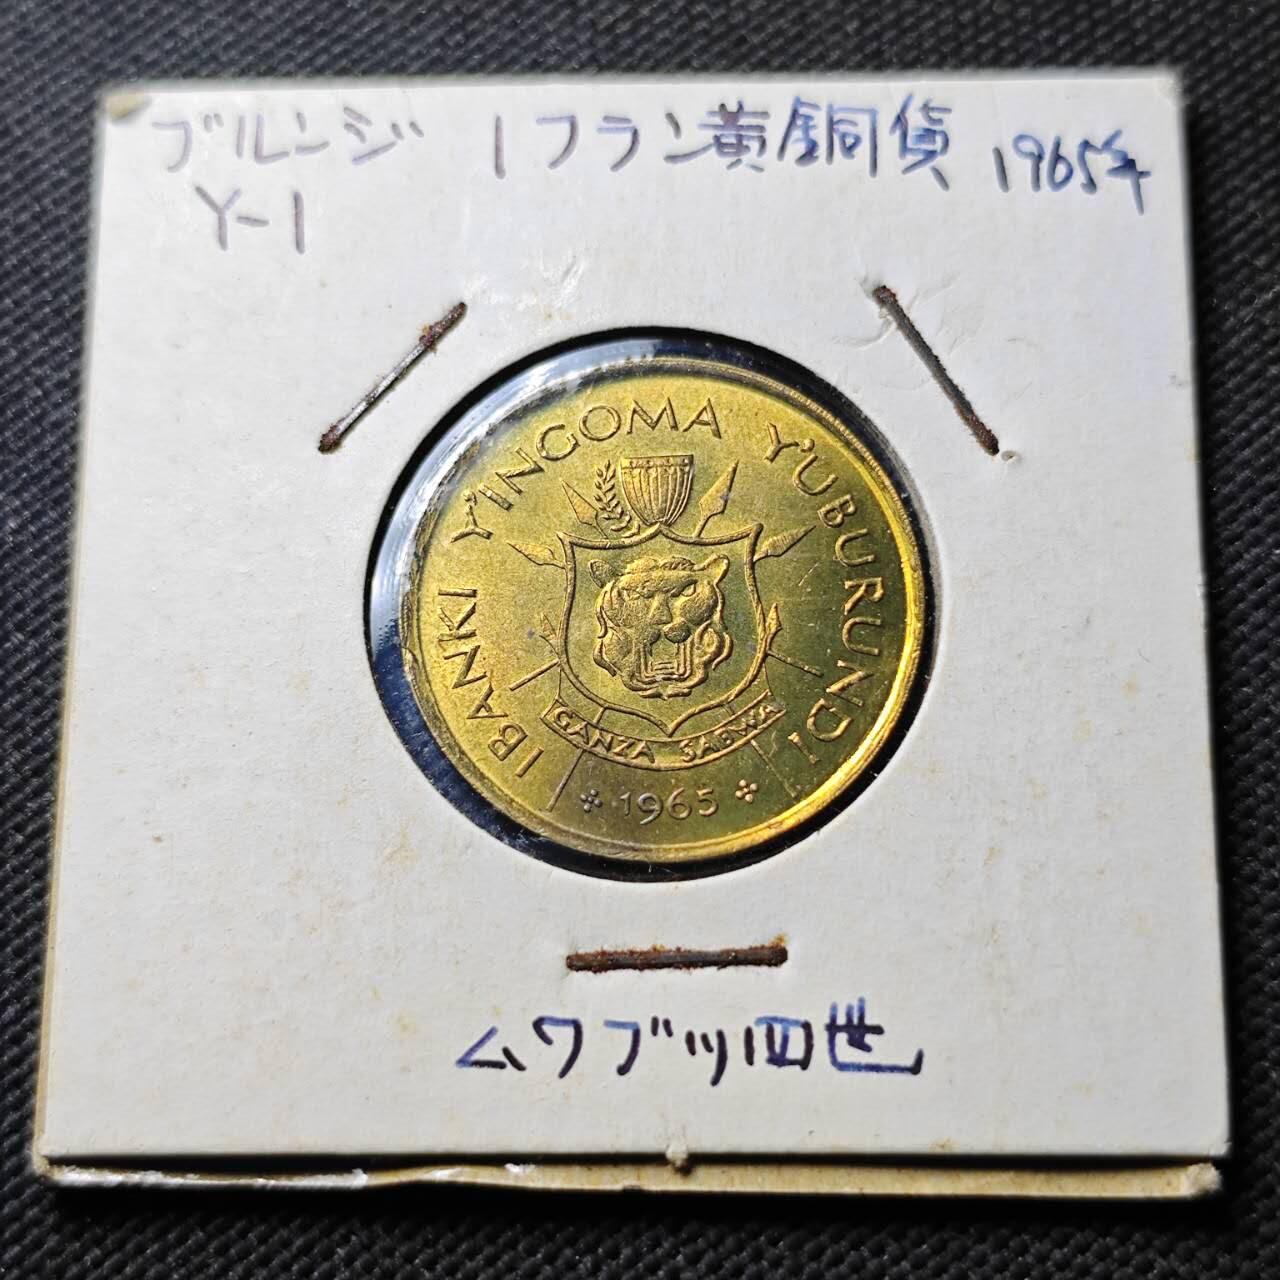 ブルンジ 1フラン黄銅貨 1965年
Y-1
IBANKI Y'INGOMA Y'UBURUNDI
GANZA SABWA
1965
ムワブツ四世